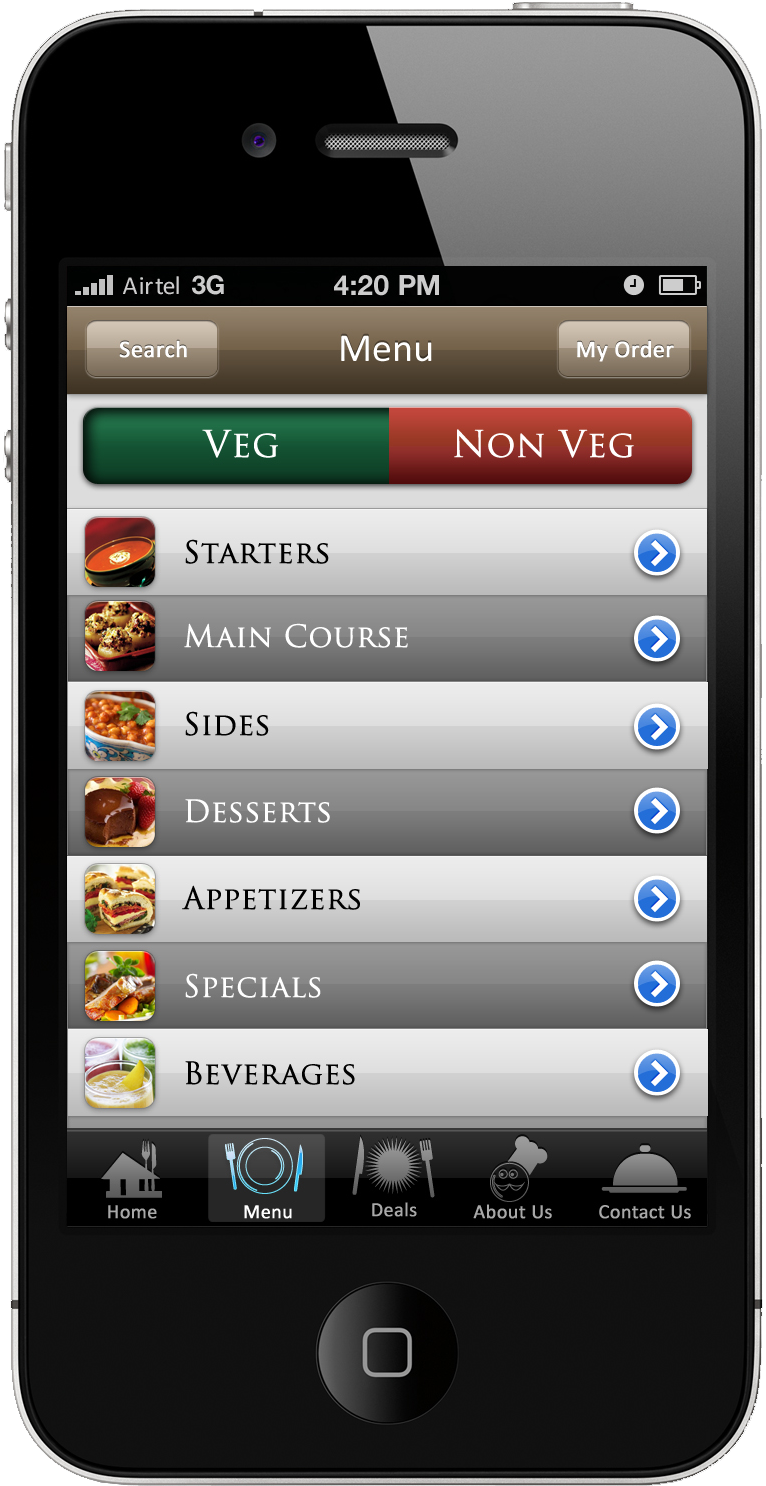 Airtel 3G 4:20 PM
Search Menu My Order
Veg Non Veg
Starters
Main Course
Sides
Desserts
Appetizers
Specials
Beverages
Home Menu Deals About Us Contact Us